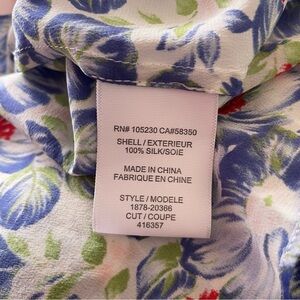 RN# 105230 CA#58350
SHELL / EXTERIEUR
100% SILK/SOIE
MADE IN CHINA
FABRIQUE EN CHINE
STYLE / MODELE
1878-20366
CUT / COUPE
416357